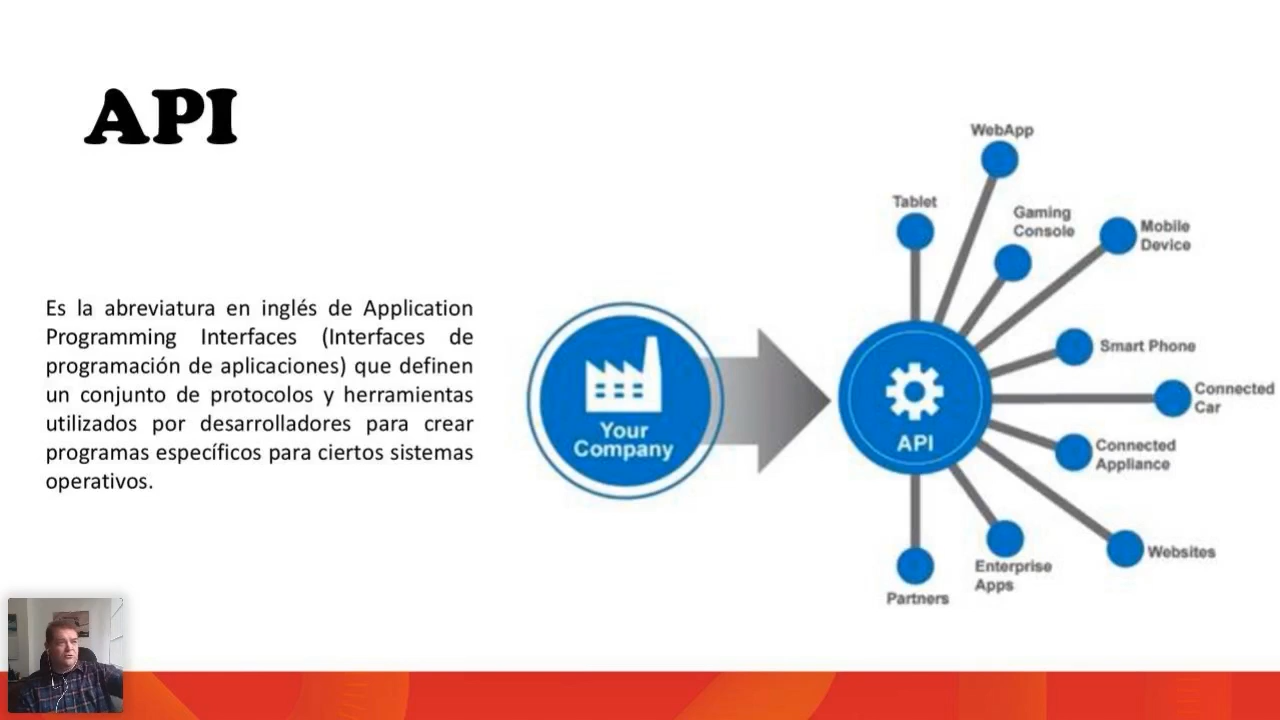 API
Es la abreviatura en inglés de Application
Programming Interfaces (Interfaces de
programación de aplicaciones) que definen
un conjunto de protocolos y herramientas
utilizados por desarrolladores para crear
programas específicos para ciertos sistemas
operativos.
Your
Company
API
WebApp
Tablet
Gaming
Console
Mobile
Device
Smart Phone
Connected
Car
Connected
Appliance
Websites
Enterprise
Apps
Partners